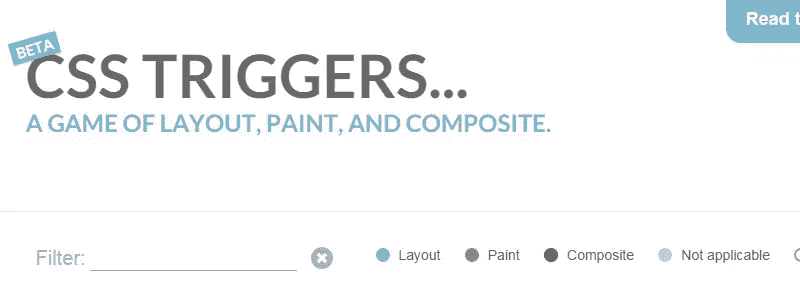 Read t
BETA
CSS TRIGGERS...
A GAME OF LAYOUT, PAINT, AND COMPOSITE.
Filter:
Layout Paint Composite Not applicable